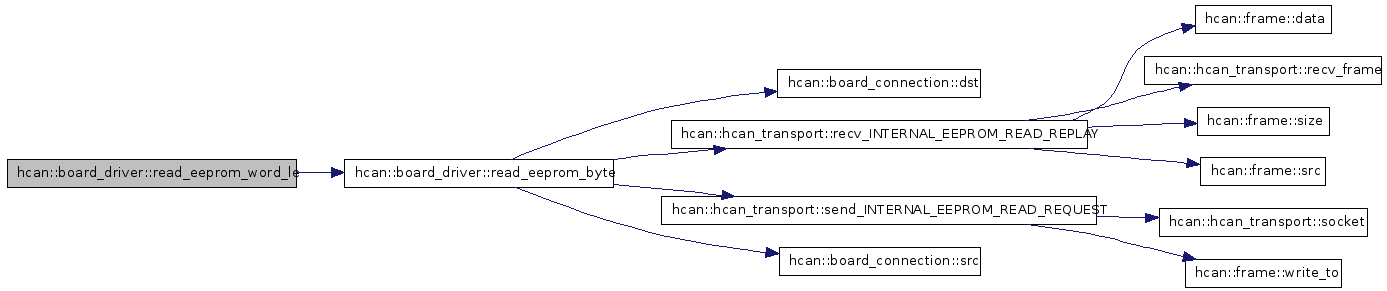 hcan::board_driver::read_eeprom_word_le
hcan::board_driver::read_eeprom_byte
hcan::board_connection::dst
hcan::hcan_transport::recv_INTERNAL_EEPROM_READ_REPLAY
hcan::hcan_transport::send_INTERNAL_EEPROM_READ_REQUEST
hcan::board_connection::src
hcan::frame::data
hcan::hcan_transport::recv_frame
hcan::frame::size
hcan::frame::src
hcan::hcan_transport::socket
hcan::frame::write_to